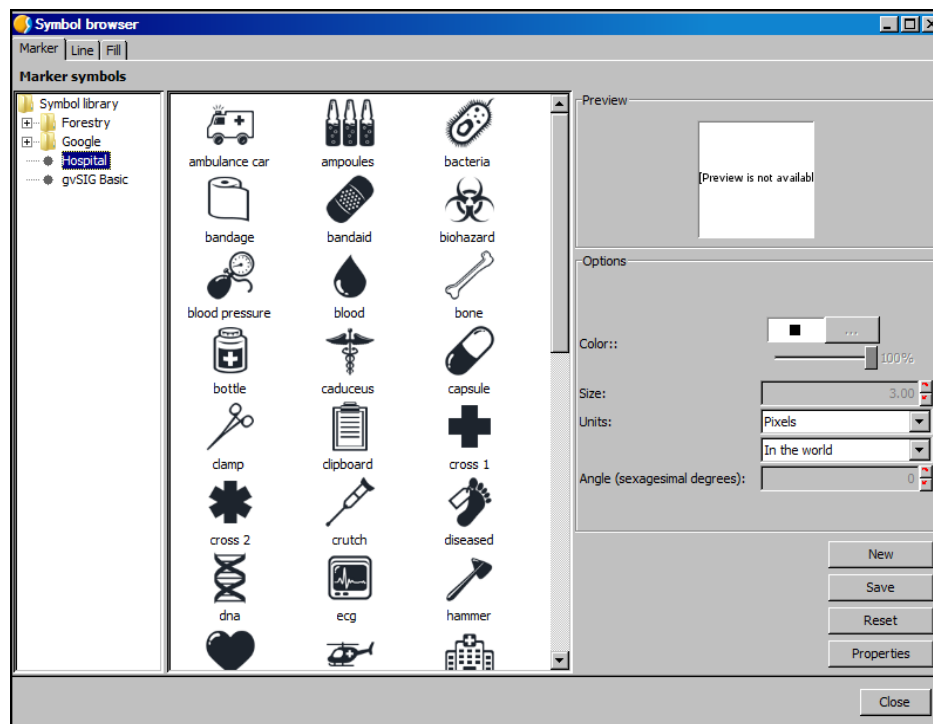 Symbol browser
Marker Line Fill
Marker symbols
Symbol library
Forestry
Google
Hospital
gvSIG Basic
ambulance car ampoules bacteria
bandage bandaid biohazard
blood pressure blood bone
bottle caduceus capsule
clamp clipboard cross 1
cross 2 crutch diseased
dna ecg hammer
Preview
[Preview is not availabl
Options
Color::
...
100%
Size: 3.00
Units: Pixels
In the world
Angle (sexagesimal degrees): 0
New
Save
Reset
Properties
Close